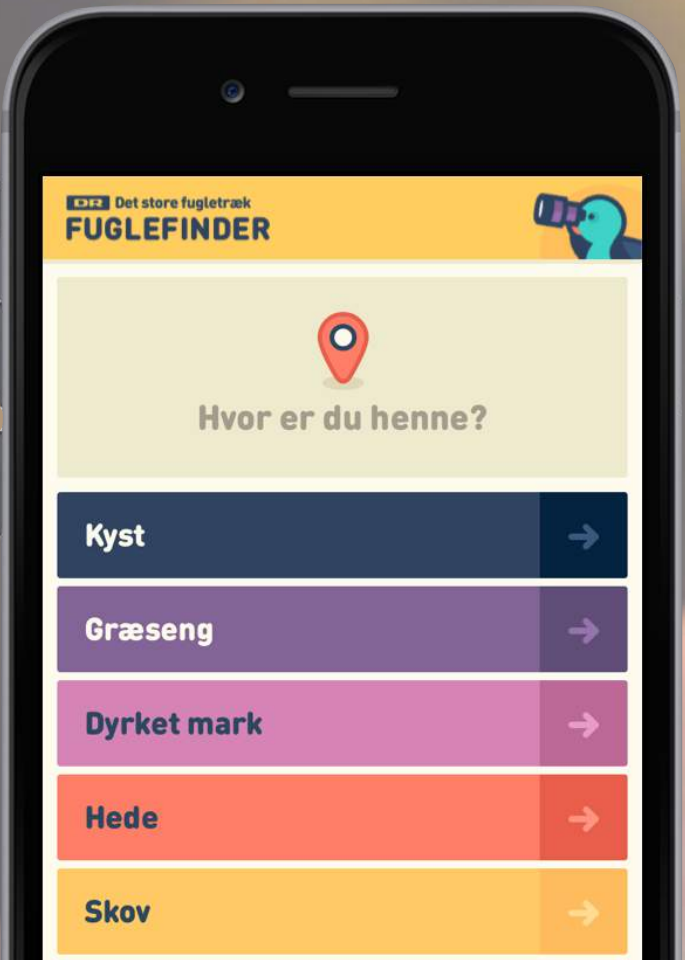 DR Det store fugletræk
FUGLEFINDER
Hvor er du henne?
Kyst
Græseng
Dyrket mark
Hede
Skov